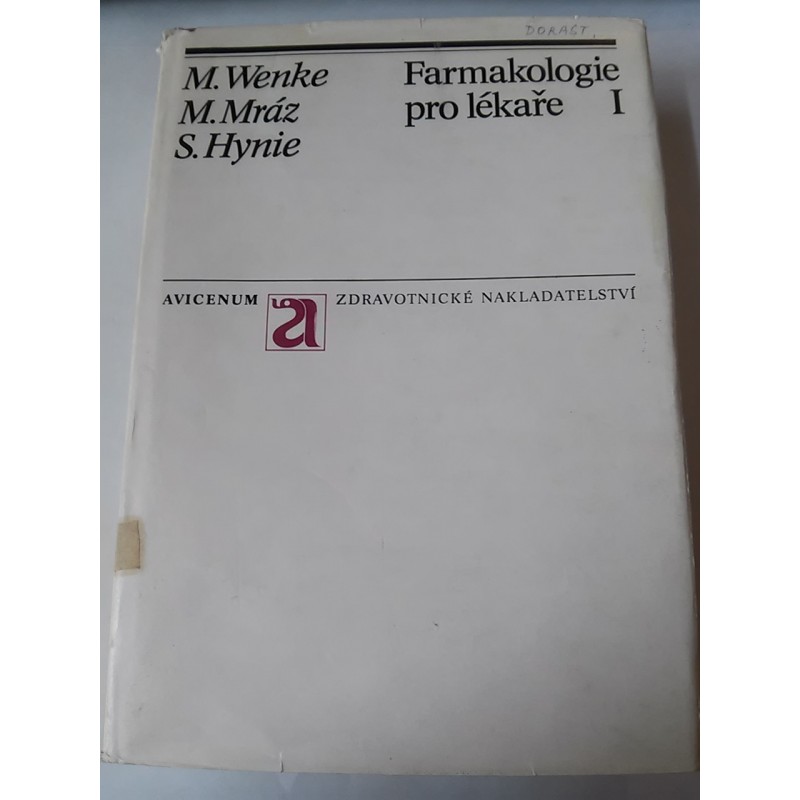 DORAST
M. Wenke
M. Mráz
S. Hynie
Farmakologie
pro lékaře I
AVICENUM
a
ZDRAVOTNICKÉ NAKLADATELSTVÍ